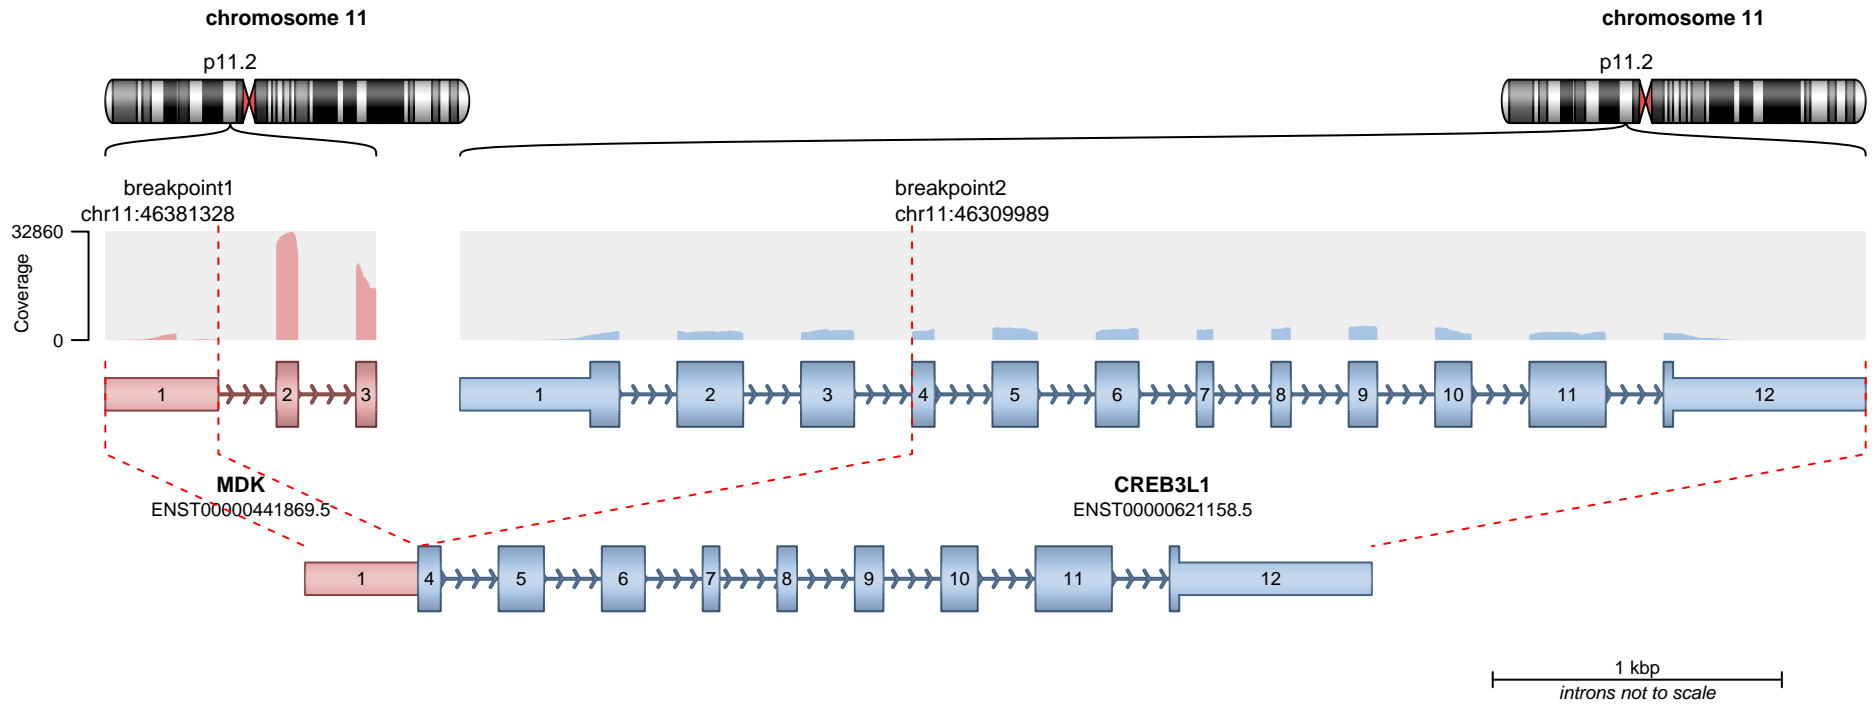 chromosome 11
chromosome 11
p11.2
p11.2
breakpoint1
chr11:46381328
breakpoint2
chr11:46309989
32860
Coverage
0
1 2 3
1 2 3 4 5 6 7 8 9 10 11 12
MDK
ENST00000441869.5
CREB3L1
ENST00000621158.5
1 4 5 6 7 8 9 10 11 12
1 kbp
introns not to scale